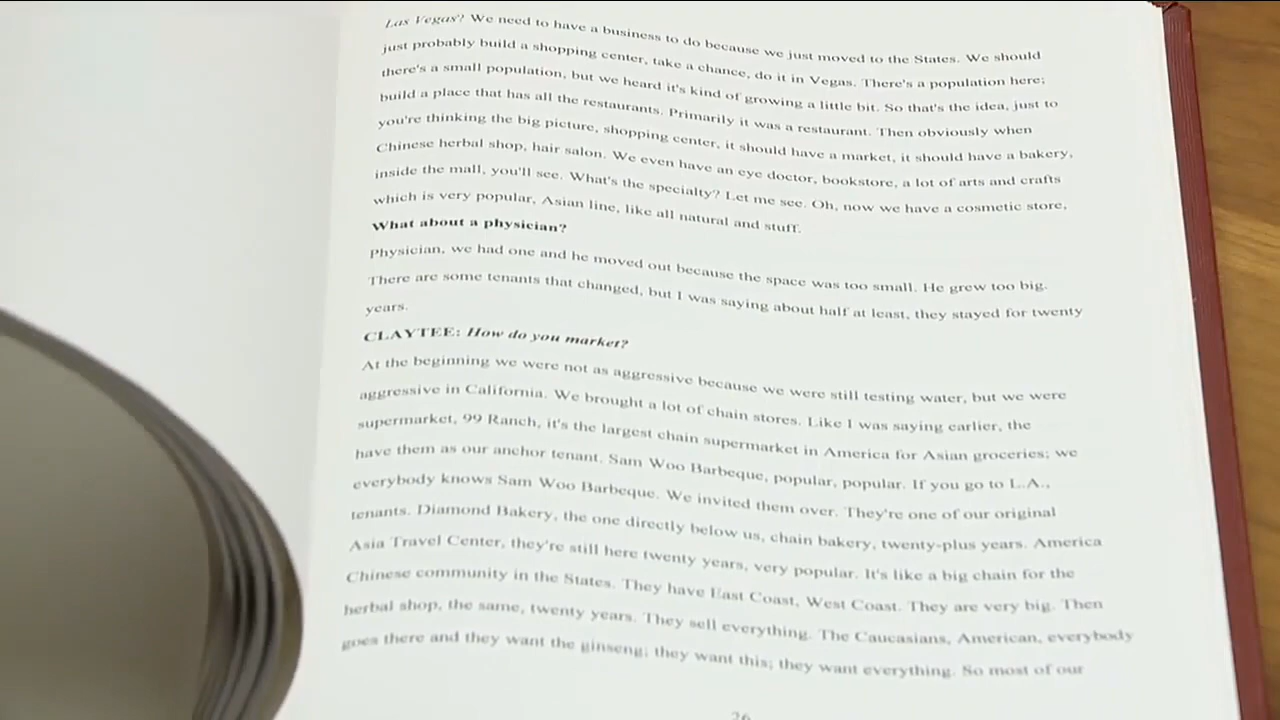 Las Vegas? We need to have a business to do because we just moved to the States. We should
just probably build a shopping center, take a chance, do it in Vegas. There's a population here;
there's a small population, but we heard it's kind of growing a little bit. So that's the idea, just to
build a place that has all the restaurants. Primarily it was a restaurant. Then obviously when
you're thinking the big picture, shopping center, it should have a market, it should have a bakery,
Chinese herbal shop, hair salon. We even have an eye doctor, bookstore, a lot of arts and crafts
inside the mall, you'll see. What's the specialty? Let me see. Oh, now we have a cosmetic store,
which is very popular, Asian line, like all natural and stuff.
What about a physician?
Physician, we had one and he moved out because the space was too small. He grew too big.
There are some tenants that changed, but I was saying about half at least, they stayed for twenty
years.
CLAYTEE: How do you market?
At the beginning we were not as aggressive because we were still testing water, but we were
aggressive in California. We brought a lot of chain stores. Like I was saying earlier, the
supermarket, 99 Ranch, it's the largest chain supermarket in America for Asian groceries; we
have them as our anchor tenant. Sam Woo Barbeque, popular, popular. If you go to L.A.,
everybody knows Sam Woo Barbeque. We invited them over. They're one of our original
tenants. Diamond Bakery, the one directly below us, chain bakery, twenty-plus years. America
Asia Travel Center, they're still here twenty years, very popular. It's like a big chain for the
Chinese community in the States. They have East Coast, West Coast. They are very big. Then
herbal shop, the same, twenty years. They sell everything. The Caucasians, American, everybody
goes there and they want the ginseng; they want this; they want everything. So most of our
26